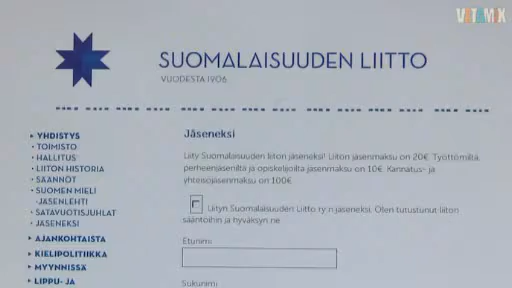 VATAMIX
SUOMALAISUUDEN LIITTO
VUODESTA 1906
YHDISTYS
TOIMISTO
HALLITUS
LIITON HISTORIA
SÄÄNNÖT
SUOMEN MIELI
-JÄSENLEHTI
SATAVUOTISJUHLAT
JÄSENEKSI
AJANKOHTAISTA
KIELIPOLITIIKKA
MYYNNISSÄ
LIPPU- JA
Jäseneksi
Liity Suomalaisuuden liiton jäseneksi! Liiton jäsenmaksu on 20€. Työttömiltä,
perheenjäseniltä ja opiskelijoilta jäsenmaksu on 10€. Kannatus- ja
yhteisöjäsenmaksu on 100€
Liityn Suomalaisuuden Liitto ry:n jäseneksi. Olen tutustunut liiton
sääntöihin ja hyväksyn ne
Etunimi
Sukunimi